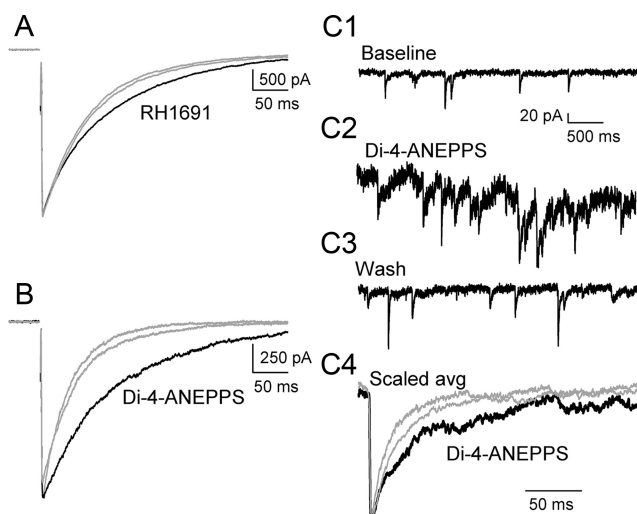 A
500 pA
50 ms
RH1691
B
250 pA
50 ms
Di-4-ANEPPS
C1
Baseline
20 pA
500 ms
C2
Di-4-ANEPPS
C3
Wash
C4
Scaled avg
Di-4-ANEPPS
50 ms